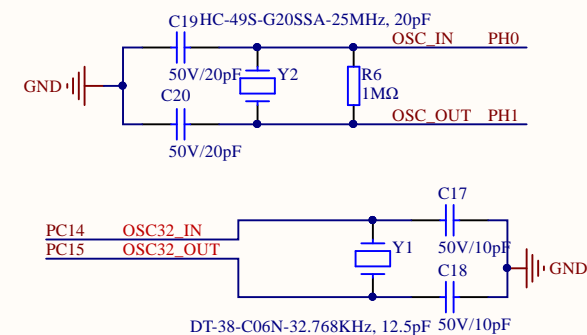 C19 HC-49S-G20SSA-25MHz, 20pF
OSC_IN PH0
50V/20pF Y2 R6
GND 1MΩ
C20
OSC_OUT PH1
50V/20pF
C17
PC14 OSC32_IN
PC15 OSC32_OUT Y1 50V/10pF
GND
C18
DT-38-C06N-32.768KHz, 12.5pF 50V/10pF